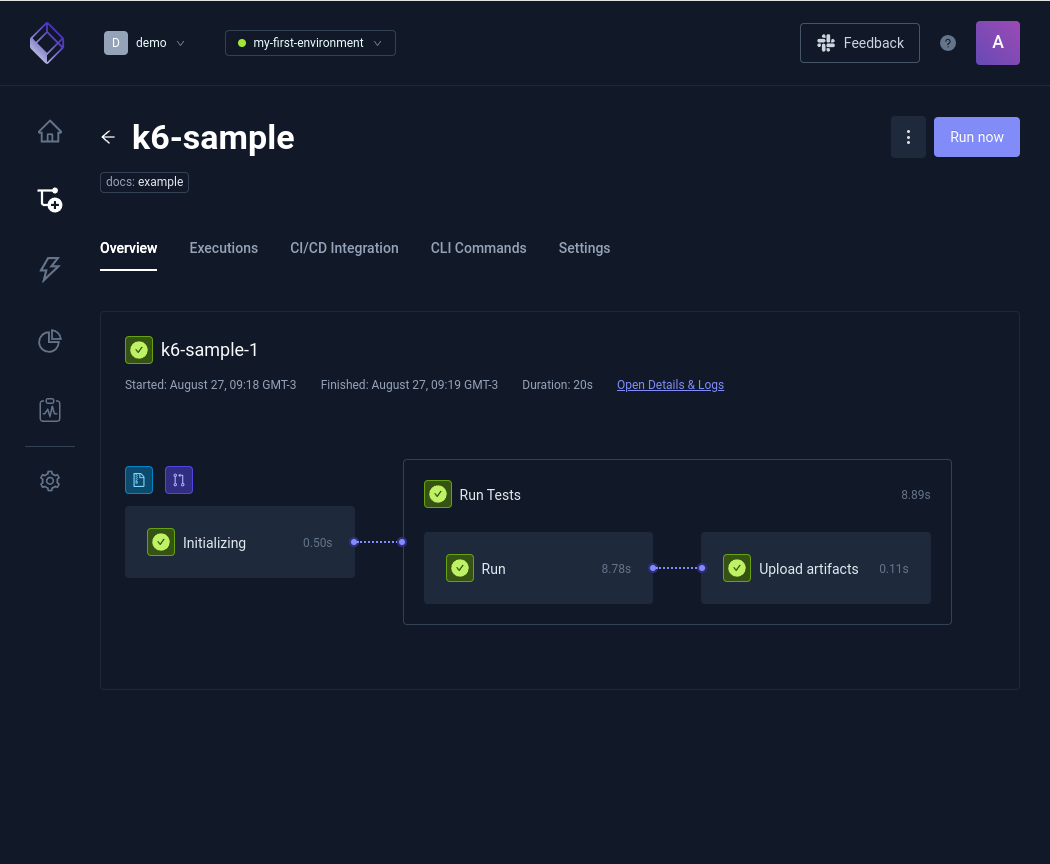 D demo my-first-environment Feedback ? A
k6-sample Run now
docs: example
Overview Executions CI/CD Integration CLI Commands Settings
k6-sample-1
Started: August 27, 09:18 GMT-3 Finished: August 27, 09:19 GMT-3 Duration: 20s Open Details & Logs
Run Tests 8.89s
Initializing 0.50s
Run 8.78s Upload artifacts 0.11s